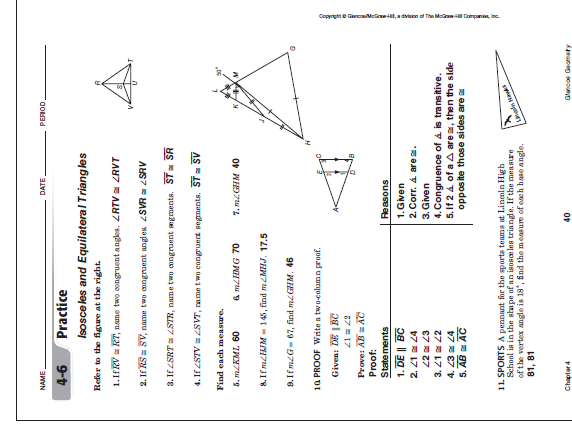 NAME DATE PERIOD
4-6 Practice
Isosceles and Equilateral Triangles
Refer to the figure at the right.
1. If RV ≅ RT, name two congruent angles. ∠RTV ≅ ∠RVT
2. If RS ≅ SV, name two congruent angles. ∠SVR ≅ ∠SRV
3. If ∠SRT ≅ ∠STR, name two congruent segments. ST ≅ SR
4. If ∠STV ≅ ∠SVT, name two congruent segments. ST ≅ SV
R
S
V U T
Find each measure.
5. m∠KML 60 6. m∠HMG 70 7. m∠GHM 40
8. If m∠HJM = 145, find m∠MHJ. 17.5
9. If m∠G = 67, find m∠GHM. 46
L 50°
K M
J
H G
10. PROOF Write a two-column proof.
Given: DE ∥ BC
∠1 ≅ ∠2
Prove: AB ≅ AC
E C
A
D B
Proof:
Statements Reasons
1. DE ∥ BC 1. Given
2. ∠1 ≅ ∠4 2. Corr. ∡ are ≅.
∠2 ≅ ∠3
3. ∠1 ≅ ∠2 3. Given
4. ∠3 ≅ ∠4 4. Congruence of ∡ is transitive.
5. AB ≅ AC 5. If 2 ∡ of a △ are ≅, then the side
opposite those sides are ≅
11. SPORTS A pennant for the sports teams at Lincoln High
School is in the shape of an isosceles triangle. If the measure
of the vertex angle is 18°, find the measure of each base angle.
81, 81
Lincoln Hawks
Chapter 4 40 Glencoe Geometry
Copyright © Glencoe/McGraw-Hill, a division of The McGraw-Hill Companies, Inc.